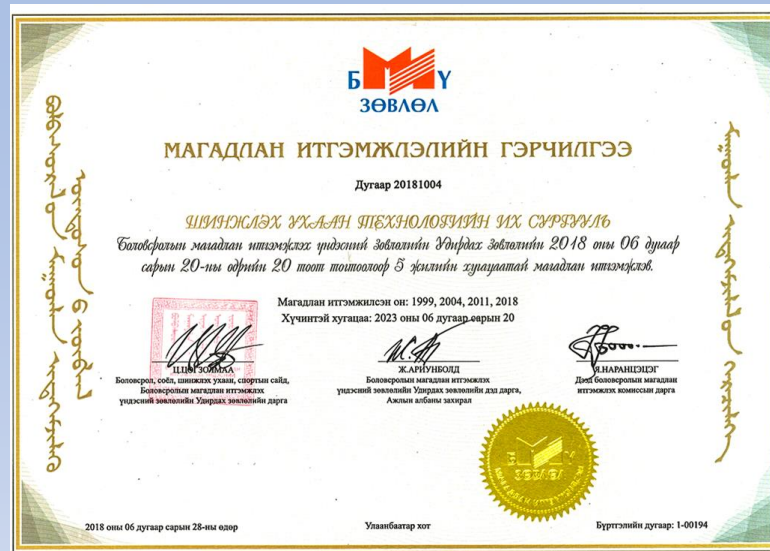 Б Ү
ЗӨВЛӨЛ
МАГАДЛАН ИТГЭМЖЛЭЛИЙН ГЭРЧИЛГЭЭ
Дугаар 20181004
ШИНЖЛЭХ УХААН ТЕХНОЛОГИЙН ИХ СУРГУУЛЬ
Боловсролын магадлан итгэмжлэх үндэсний Зөвлөлийн Удирдах Зөвлөлийн 2018 оны 06 дугаар
сарын 20-ны өдрийн 20 тоот тогтоолоор 5 жилийн хугацаатай магадлан итгэмжлэв.
Магадлан итгэмжилсэн он: 1999, 2004, 2011, 2018
Хүчинтэй хугацаа: 2023 оны 06 дугаар сарын 20
Ц.ЦОГЗОЛМАА
Боловсрол, соёл, шинжлэх ухаан, спортын сайд,
Боловсролын магадлан итгэмжлэх
үндэсний зөвлөлийн Удирдах зөвлөлийн дарга
Ж.АРИУНБОЛД
Боловсролын магадлан итгэмжлэх
үндэсний зөвлөлийн Удирдах зөвлөлийн дэд дарга,
Ажлын албаны захирал
Я.НАРАНЦЭЦЭГ
Дээд боловсролын магадлан
итгэмжлэх комиссын дарга
Б Ү
ЗӨВЛӨЛ
2018 оны 06 дугаар сарын 28-ны өдөр
Улаанбаатар хот
Бүртгэлийн дугаар: 1-00194